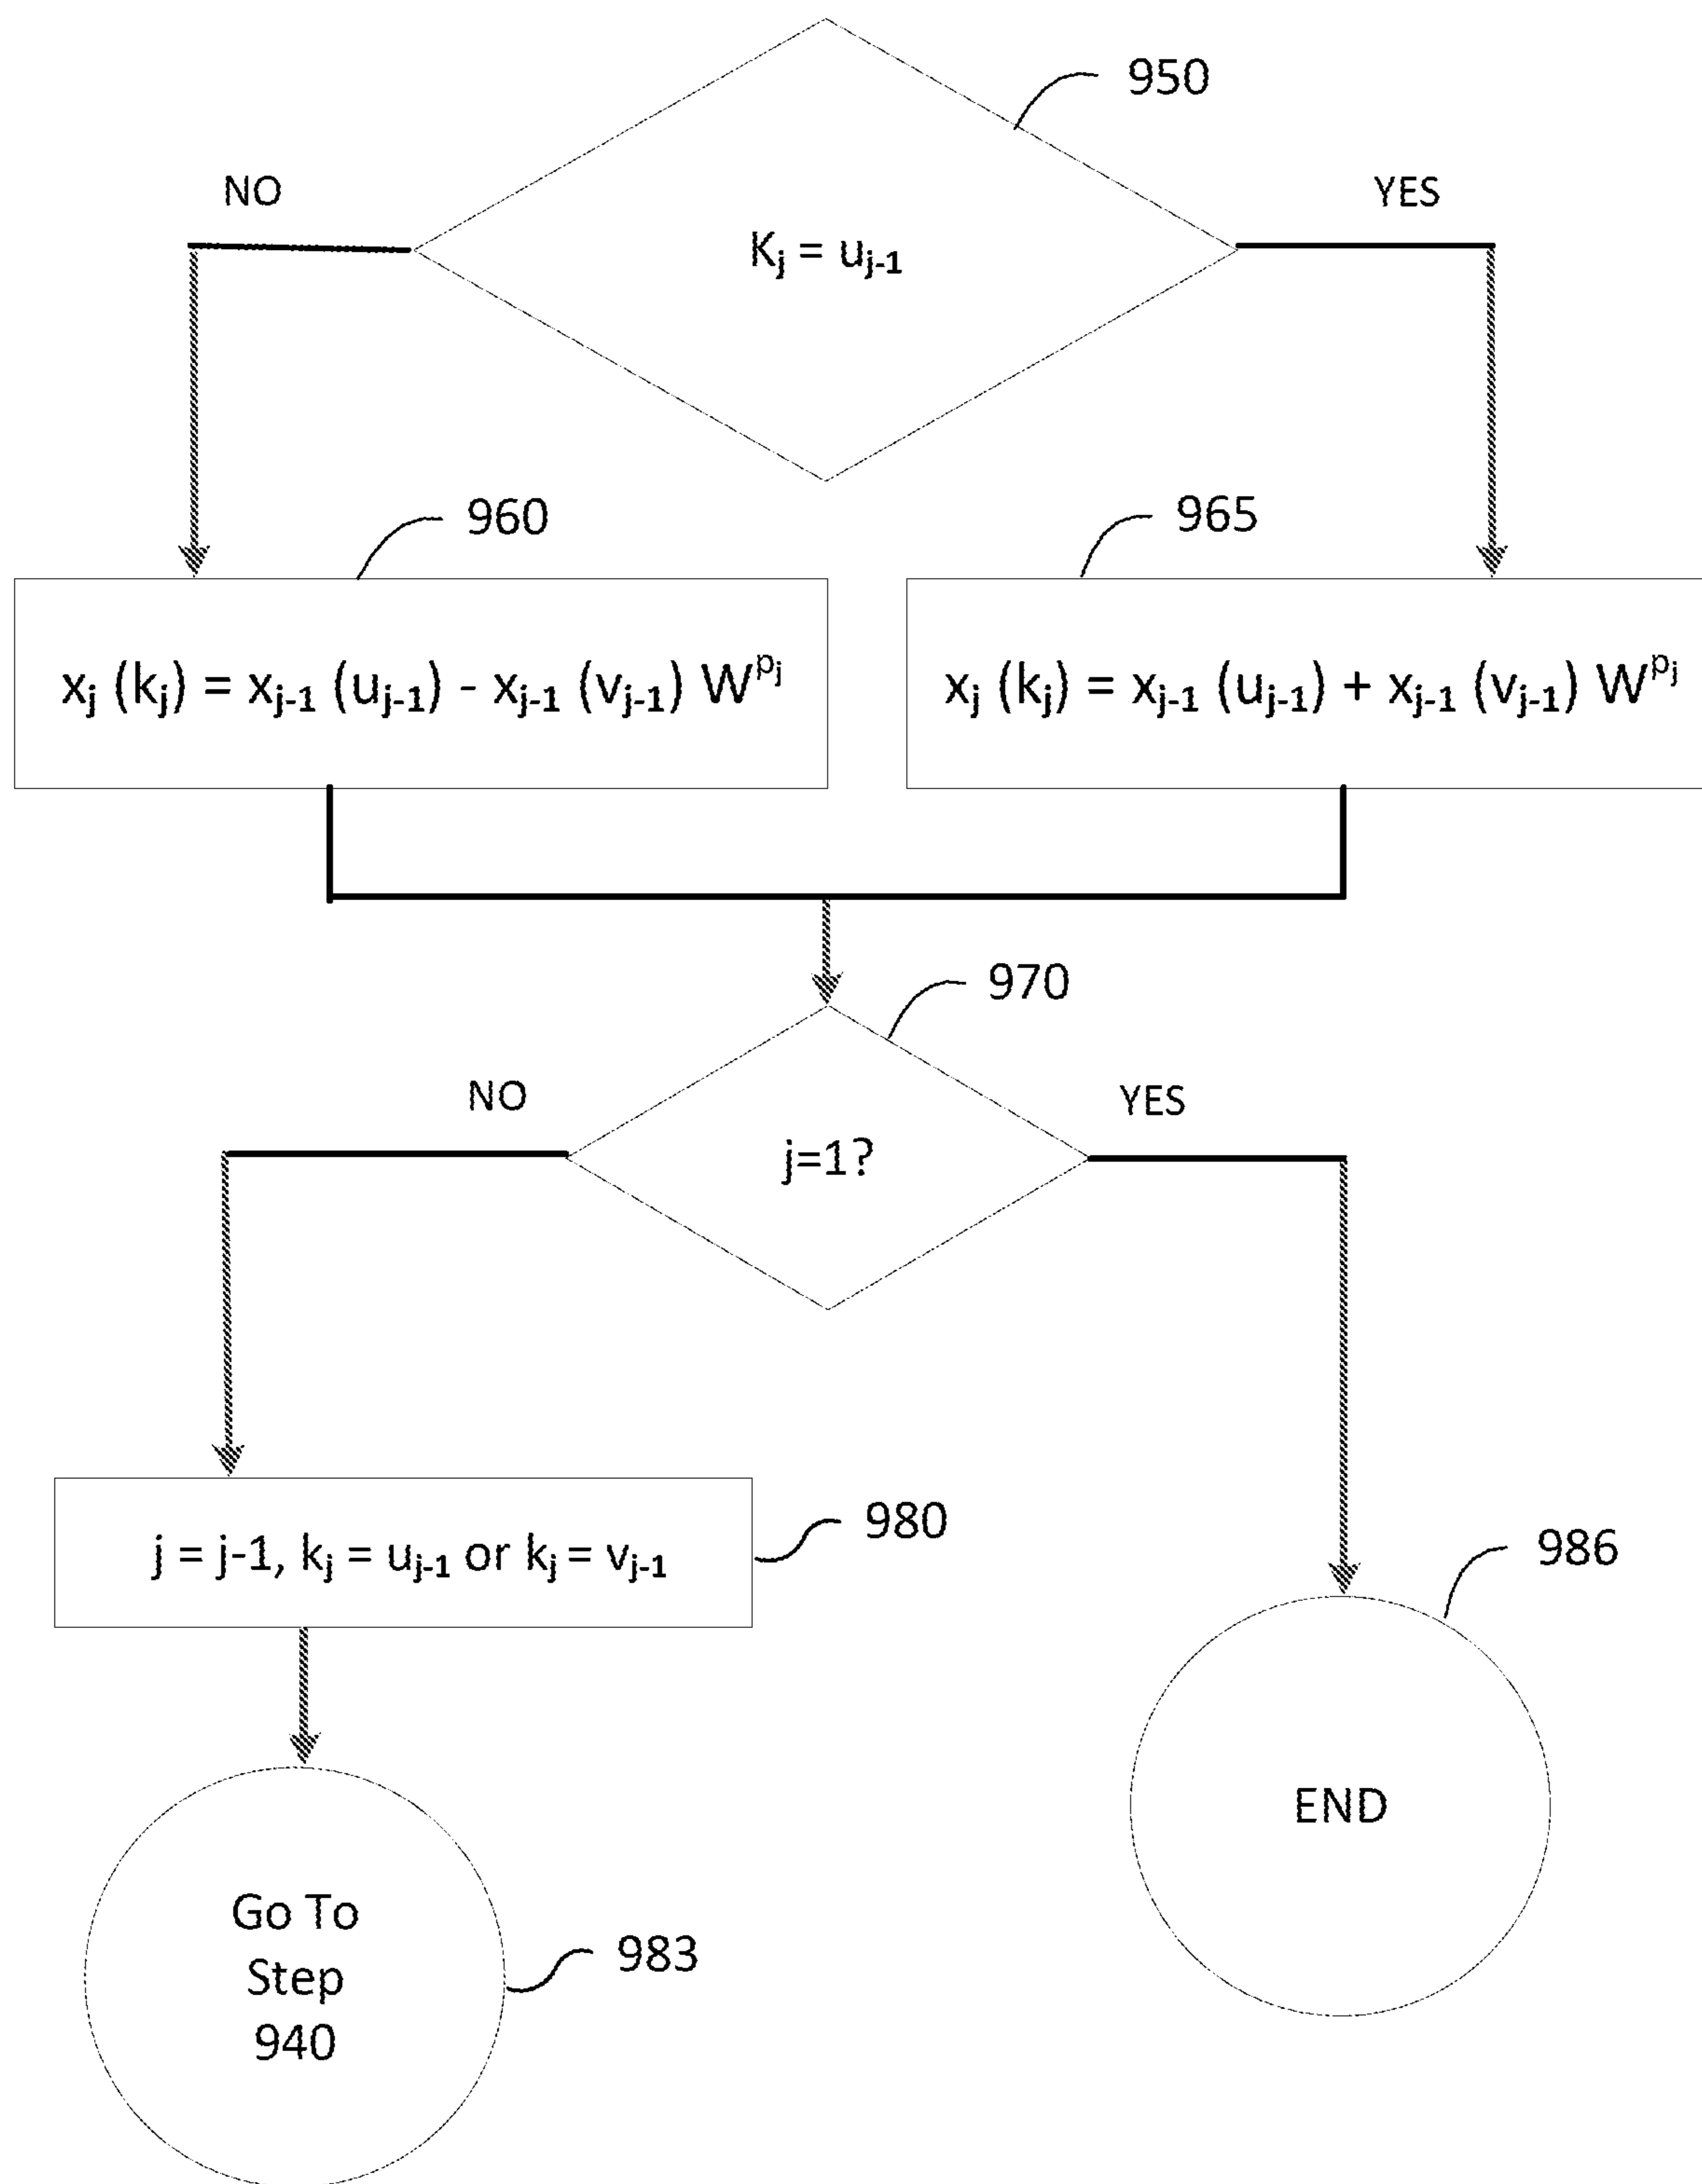 950
NO
YES
Kj = uj-1
960
965
xj (kj) = xj-1 (uj-1) - xj-1 (vj-1) W^pj
xj (kj) = xj-1 (uj-1) + xj-1 (vj-1) W^pj
970
NO
YES
j=1?
980
j = j-1, kj = uj-1 or kj = vj-1
986
END
Go To
Step
940
983